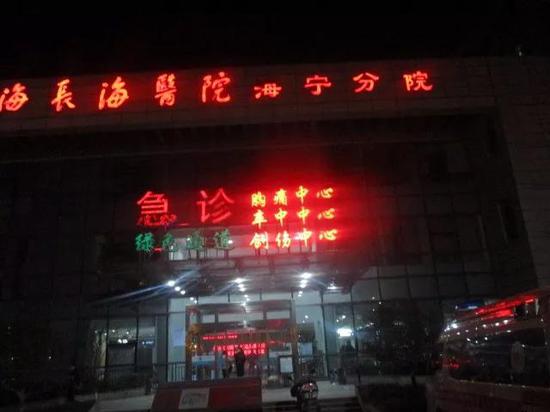 海長海醫院海宁分院
急诊 胸痛中心
卒中中心
绿色通道 创伤中心